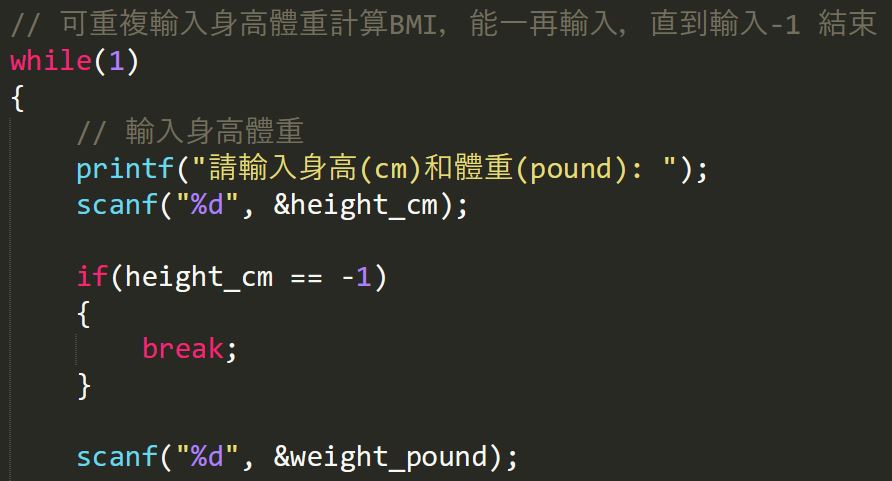 // 可重複輸入身高體重計算BMI, 能一再輸入, 直到輸入-1 結束
while(1)
{
// 輸入身高體重
printf("請輸入身高(cm)和體重(pound): ");
scanf("%d", &height_cm);
if(height_cm == -1)
{
break;
}
scanf("%d", &weight_pound);